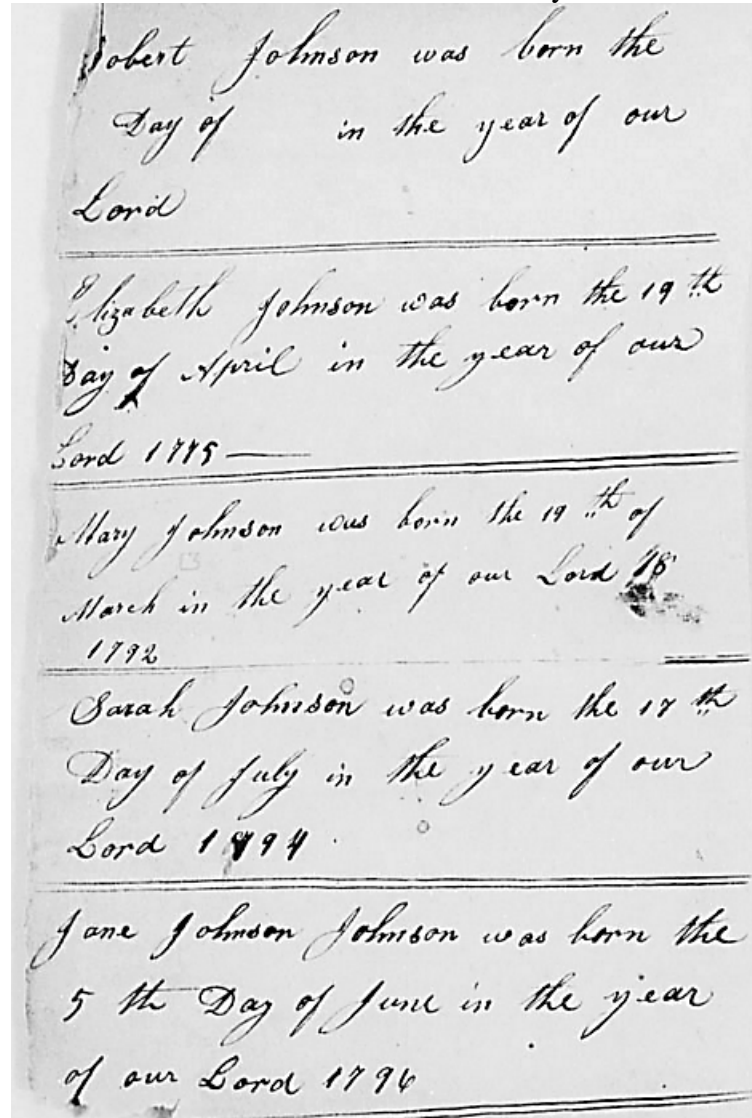 Robert Johnson was born the
Day of in the year of our
Lord
Elizabeth Johnson was born the 19th
Day of April in the year of our
Lord 1775
Mary Johnson was born the 19th of
March in the year of our Lord 18
1792
Sarah Johnson was born the 17th
Day of July in the year of our
Lord 1794
Jane Johnson Johnson was born the
5th Day of June in the year
of our Lord 1796